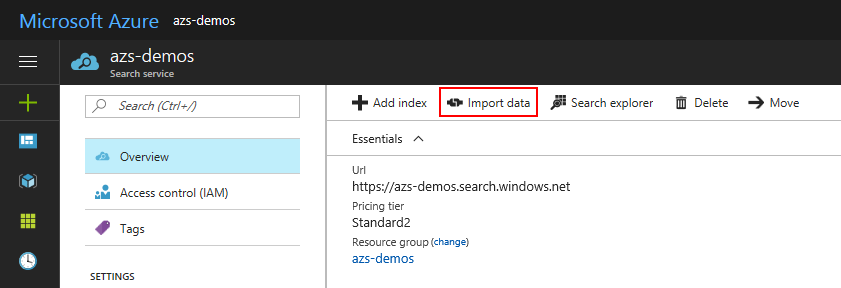 Microsoft Azure azs-demos
azs-demos
Search service
Search (Ctrl+/)
Overview
Access control (IAM)
Tags
SETTINGS
Add index Import data Search explorer Delete Move
Essentials
Url
https://azs-demos.search.windows.net
Pricing tier
Standard2
Resource group (change)
azs-demos